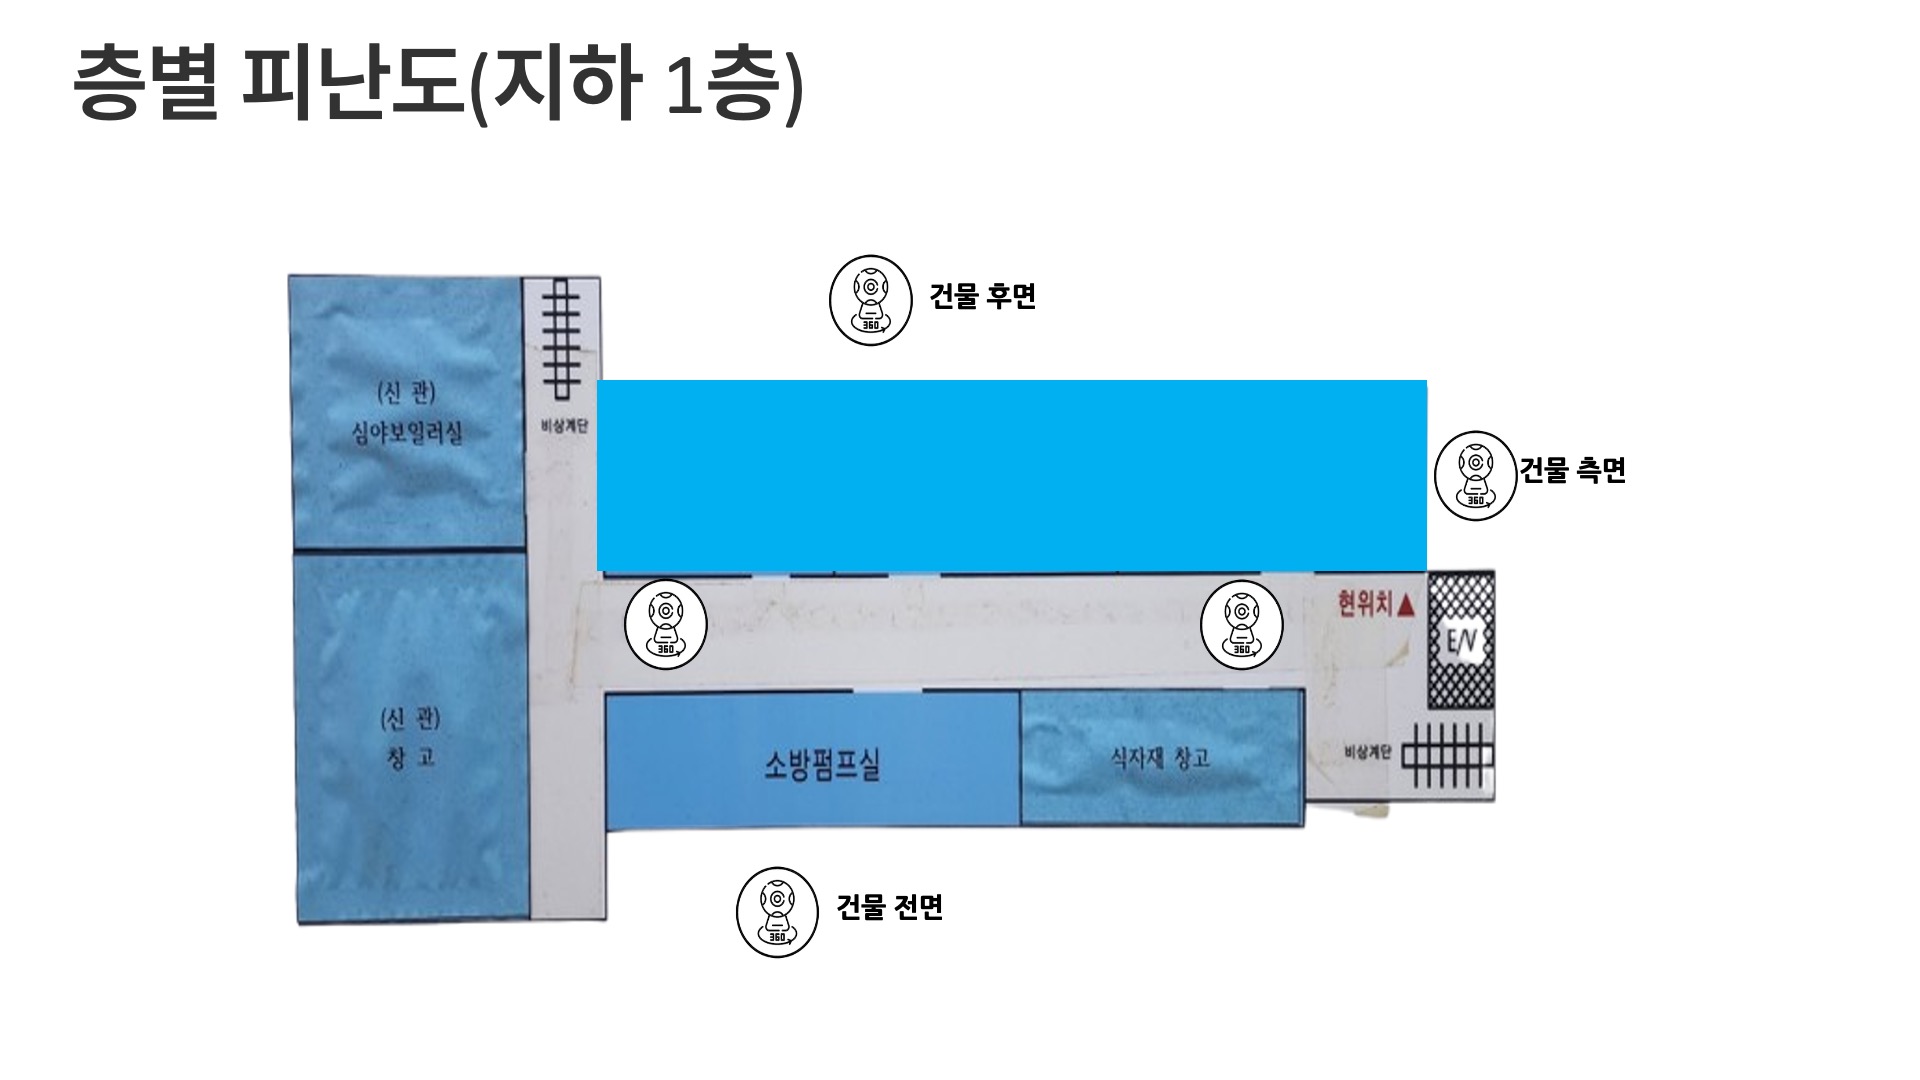 층별 피난도(지하 1층)
360
건물 후면
(신 관)
심야보일러실
비상계단
360
건물 측면
360
360
현위치▲
E/V
(신 관)
창 고
소방펌프실
식자재 창고
비상계단
360
건물 전면